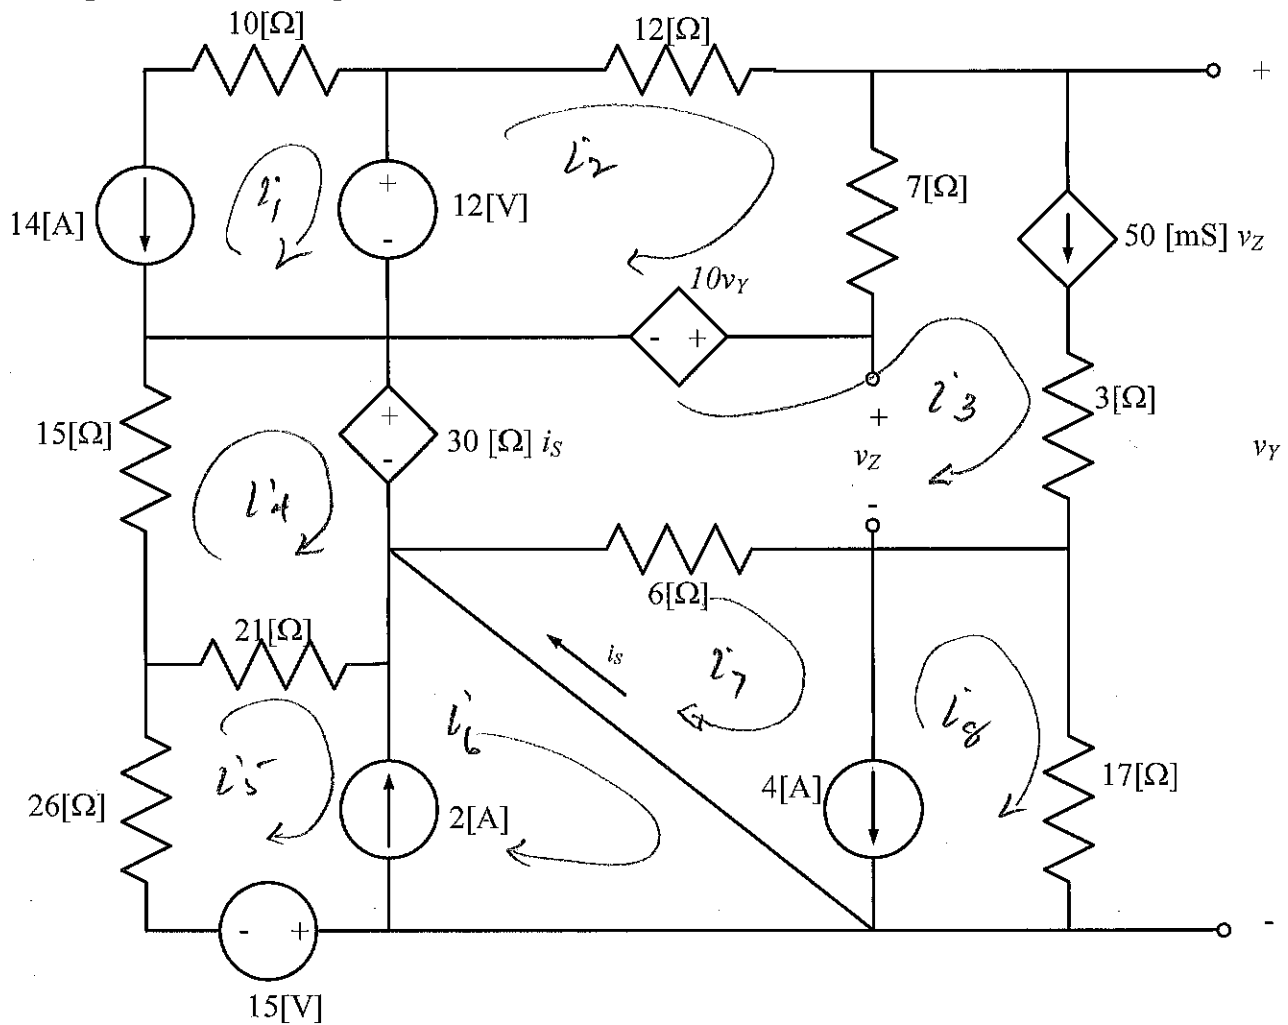 10[Ω]
12[Ω]
+
14[A]
i1
+
-
12[V]
i2
7[Ω]
50 [mS] vZ
10vY
-
+
15[Ω]
i4
+
-
30 [Ω] iS
+
vZ
-
i3
3[Ω]
vY
6[Ω]
21[Ω]
iS
i7
26[Ω]
i5
2[A]
i6
4[A]
i8
17[Ω]
-
+
-
15[V]